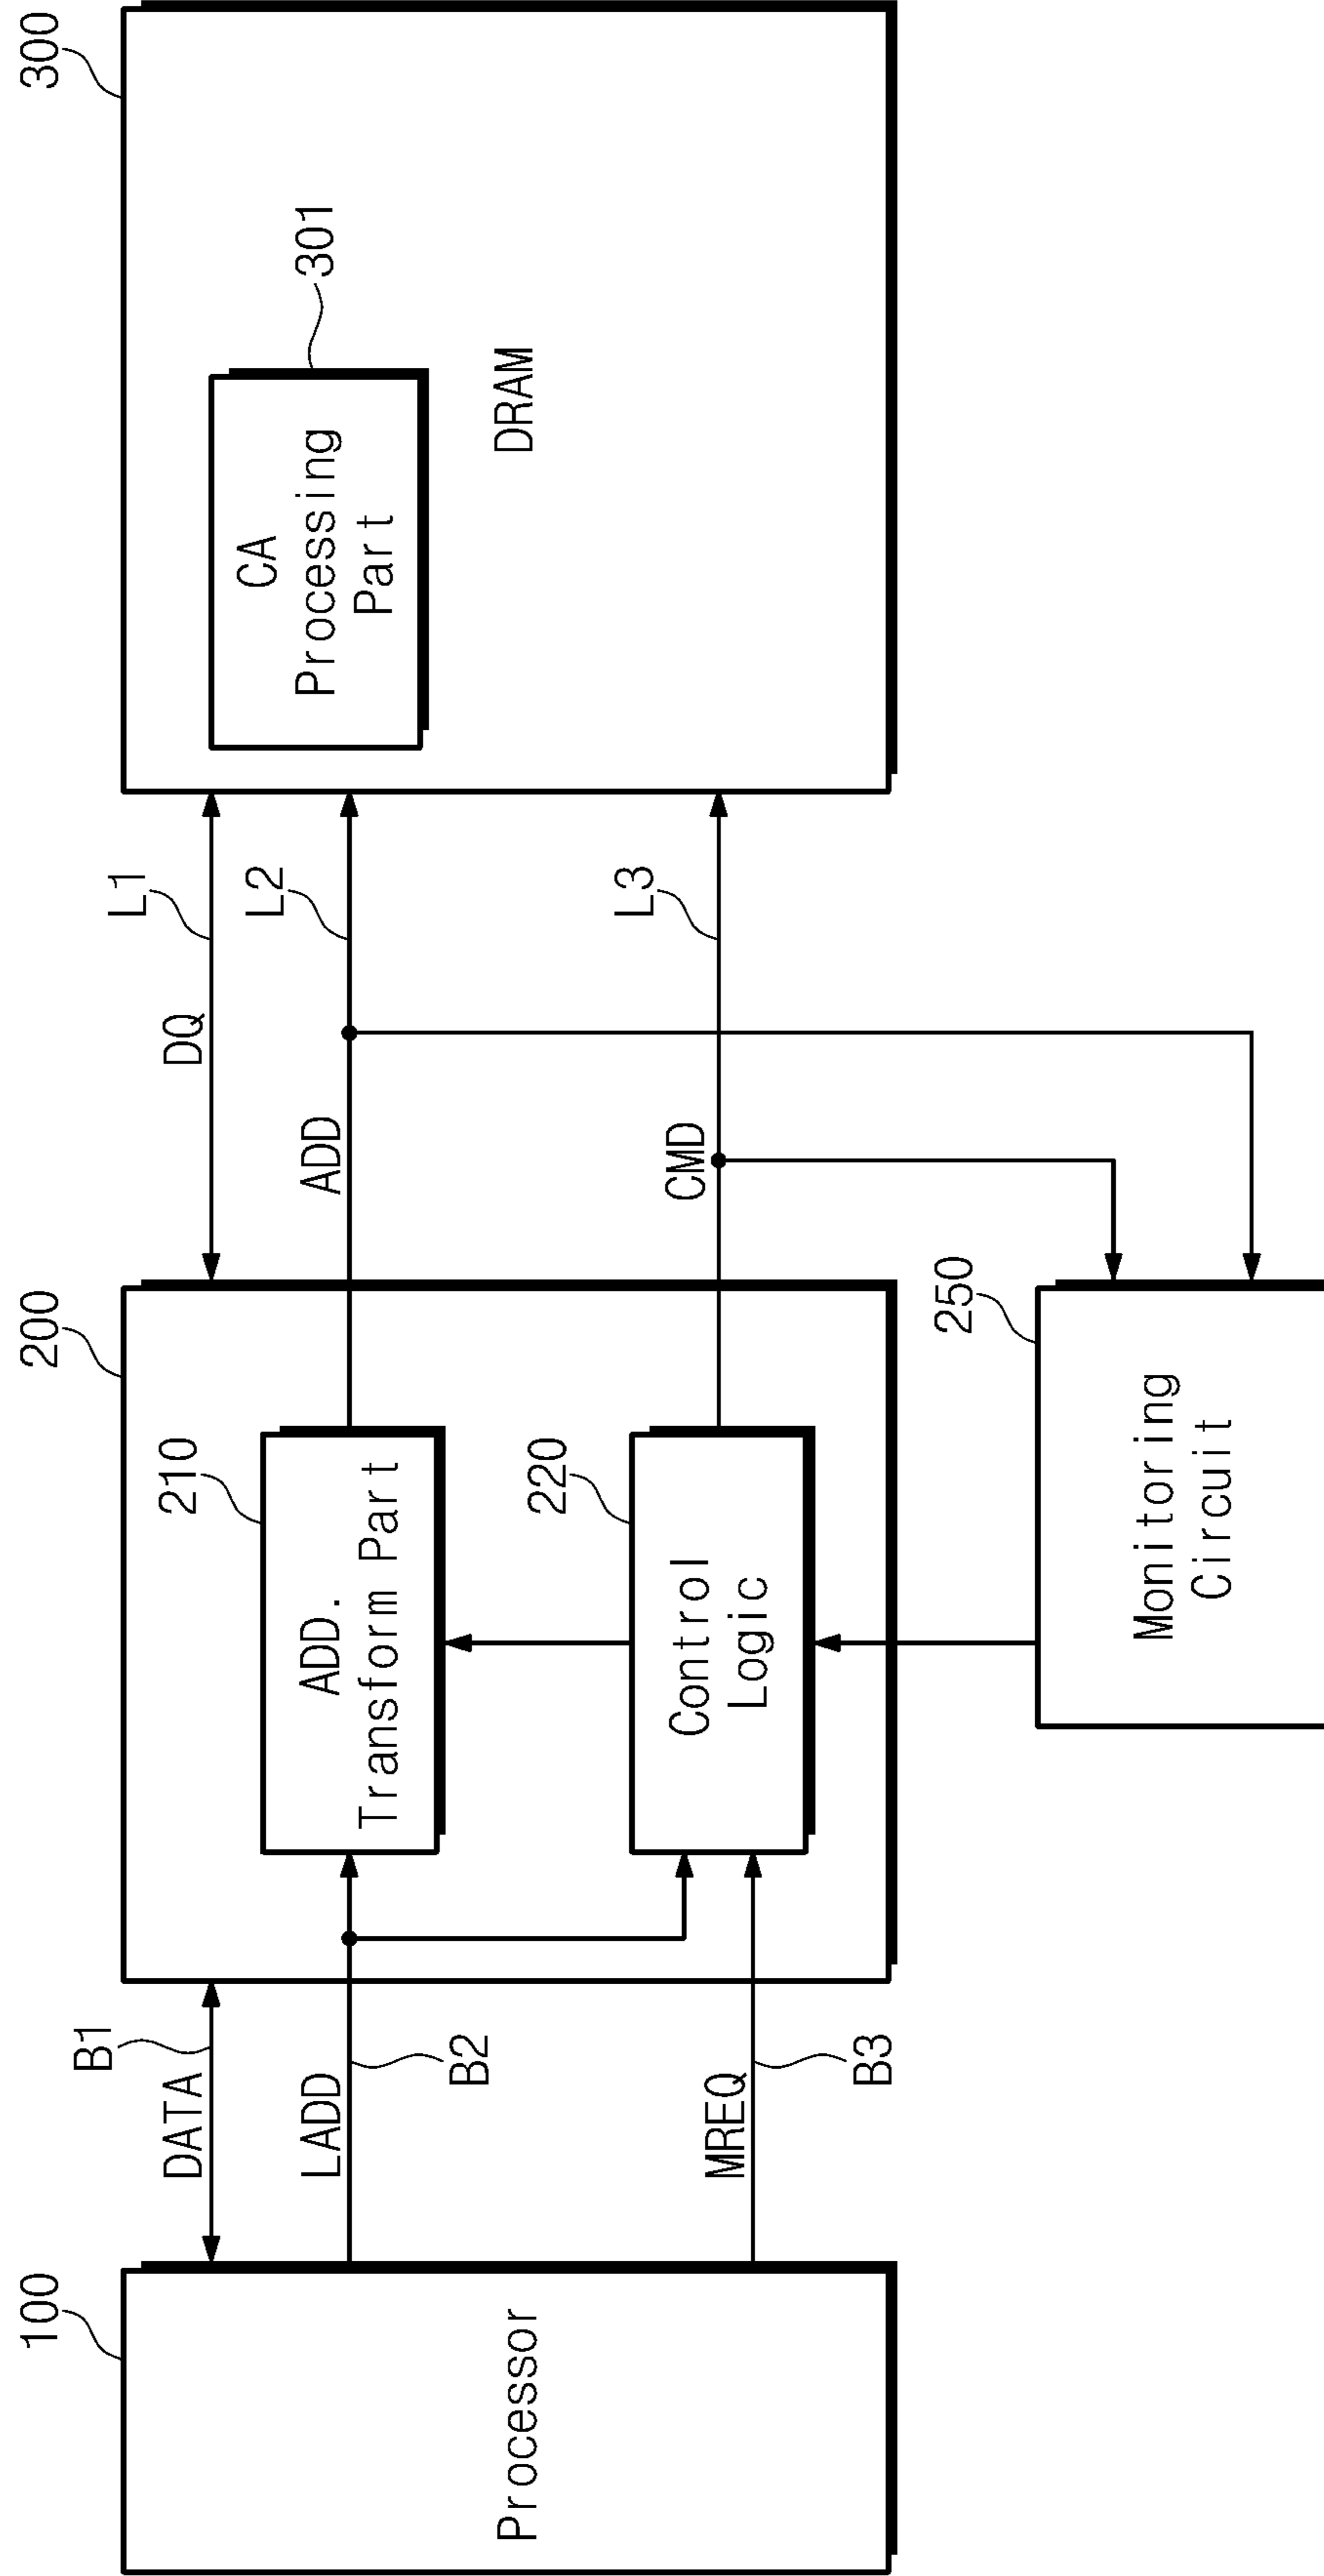 100
Processor
B1
DATA
LADD
B2
MREQ
B3
200
210
ADD.
Transform Part
220
Control
Logic
250
Monitoring
Circuit
L1
DQ
L2
ADD
L3
CMD
300
301
CA
Processing
Part
DRAM